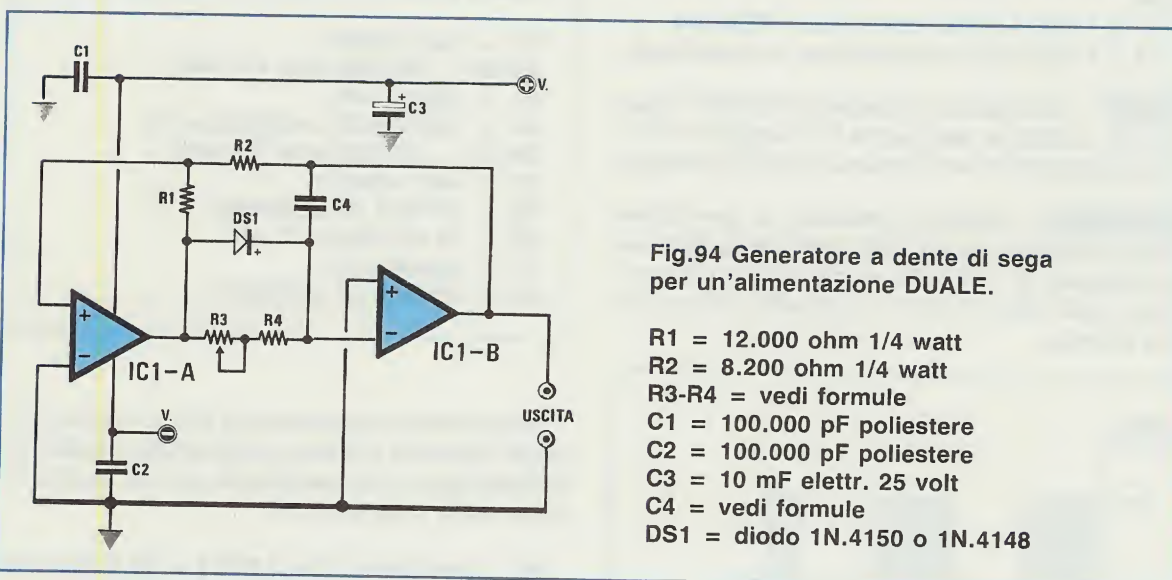 C1
V.
C3
R2
R1
C4
DS1
R3
R4
IC1-A
IC1-B
V.
USCITA
C2
Fig.94 Generatore a dente di sega
per un'alimentazione DUALE.
R1 = 12.000 ohm 1/4 watt
R2 = 8.200 ohm 1/4 watt
R3-R4 = vedi formule
C1 = 100.000 pF poliestere
C2 = 100.000 pF poliestere
C3 = 10 mF elettr. 25 volt
C4 = vedi formule
DS1 = diodo 1N.4150 o 1N.4148